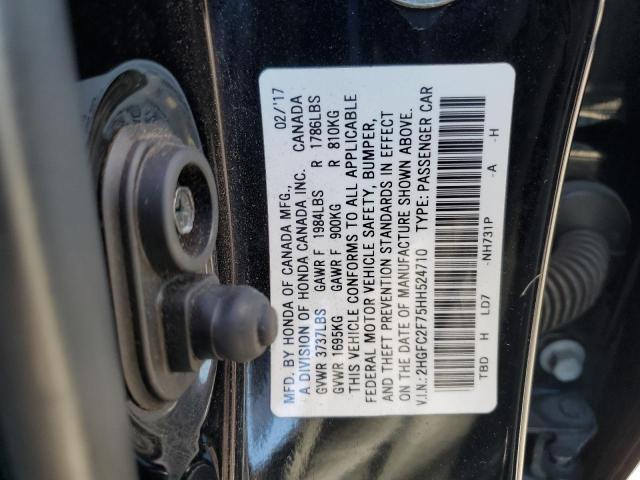 MFD. BY HONDA OF CANADA MFG., 02/'17
A DIVISION OF HONDA CANADA INC. CANADA
GVWR 3737LBS GAWR F 1984LBS R 1786LBS
GVWR 1695KG GAWR F 900KG R 810KG
THIS VEHICLE CONFORMS TO ALL APPLICABLE
FEDERAL MOTOR VEHICLE SAFETY, BUMPER,
AND THEFT PREVENTION STANDARDS IN EFFECT
ON THE DATE OF MANUFACTURE SHOWN ABOVE.
V.I.N.: 2HGFC2F75HH524710 TYPE: PASSENGER CAR
TBD H LD7 -NH731P -A -H